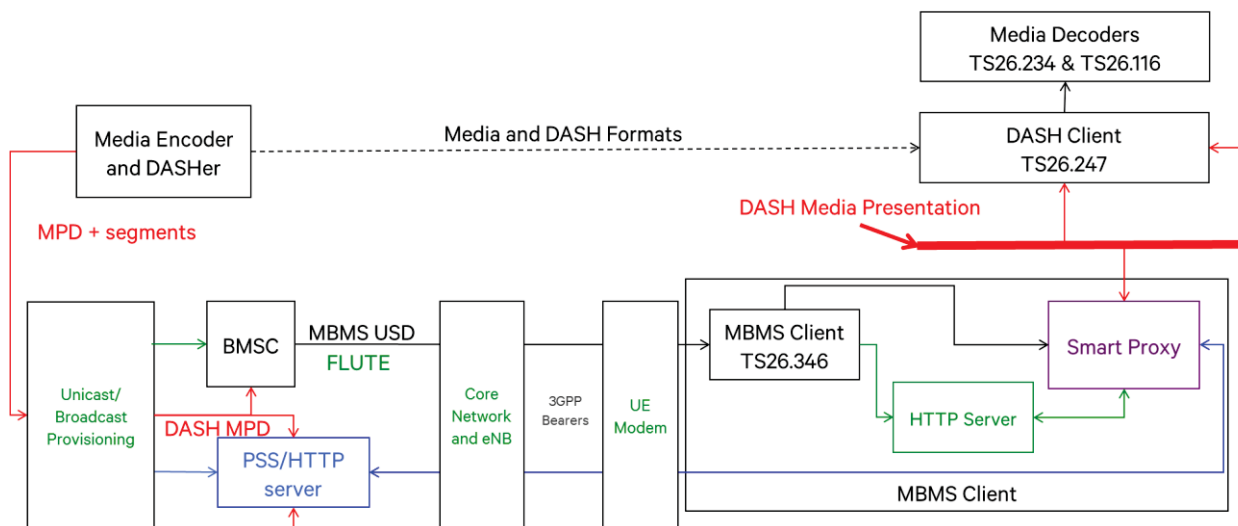 Media Decoders
TS26.234 & TS26.116
Media Encoder
and DASHer
Media and DASH Formats
DASH Client
TS26.247
DASH Media Presentation
MPD + segments
Unicast/
Broadcast
Provisioning
BMSC
MBMS USD
FLUTE
DASH MPD
PSS/HTTP
server
Core
Network
and eNB
3GPP
Bearers
UE
Modem
MBMS Client
TS26.346
Smart Proxy
HTTP Server
MBMS Client